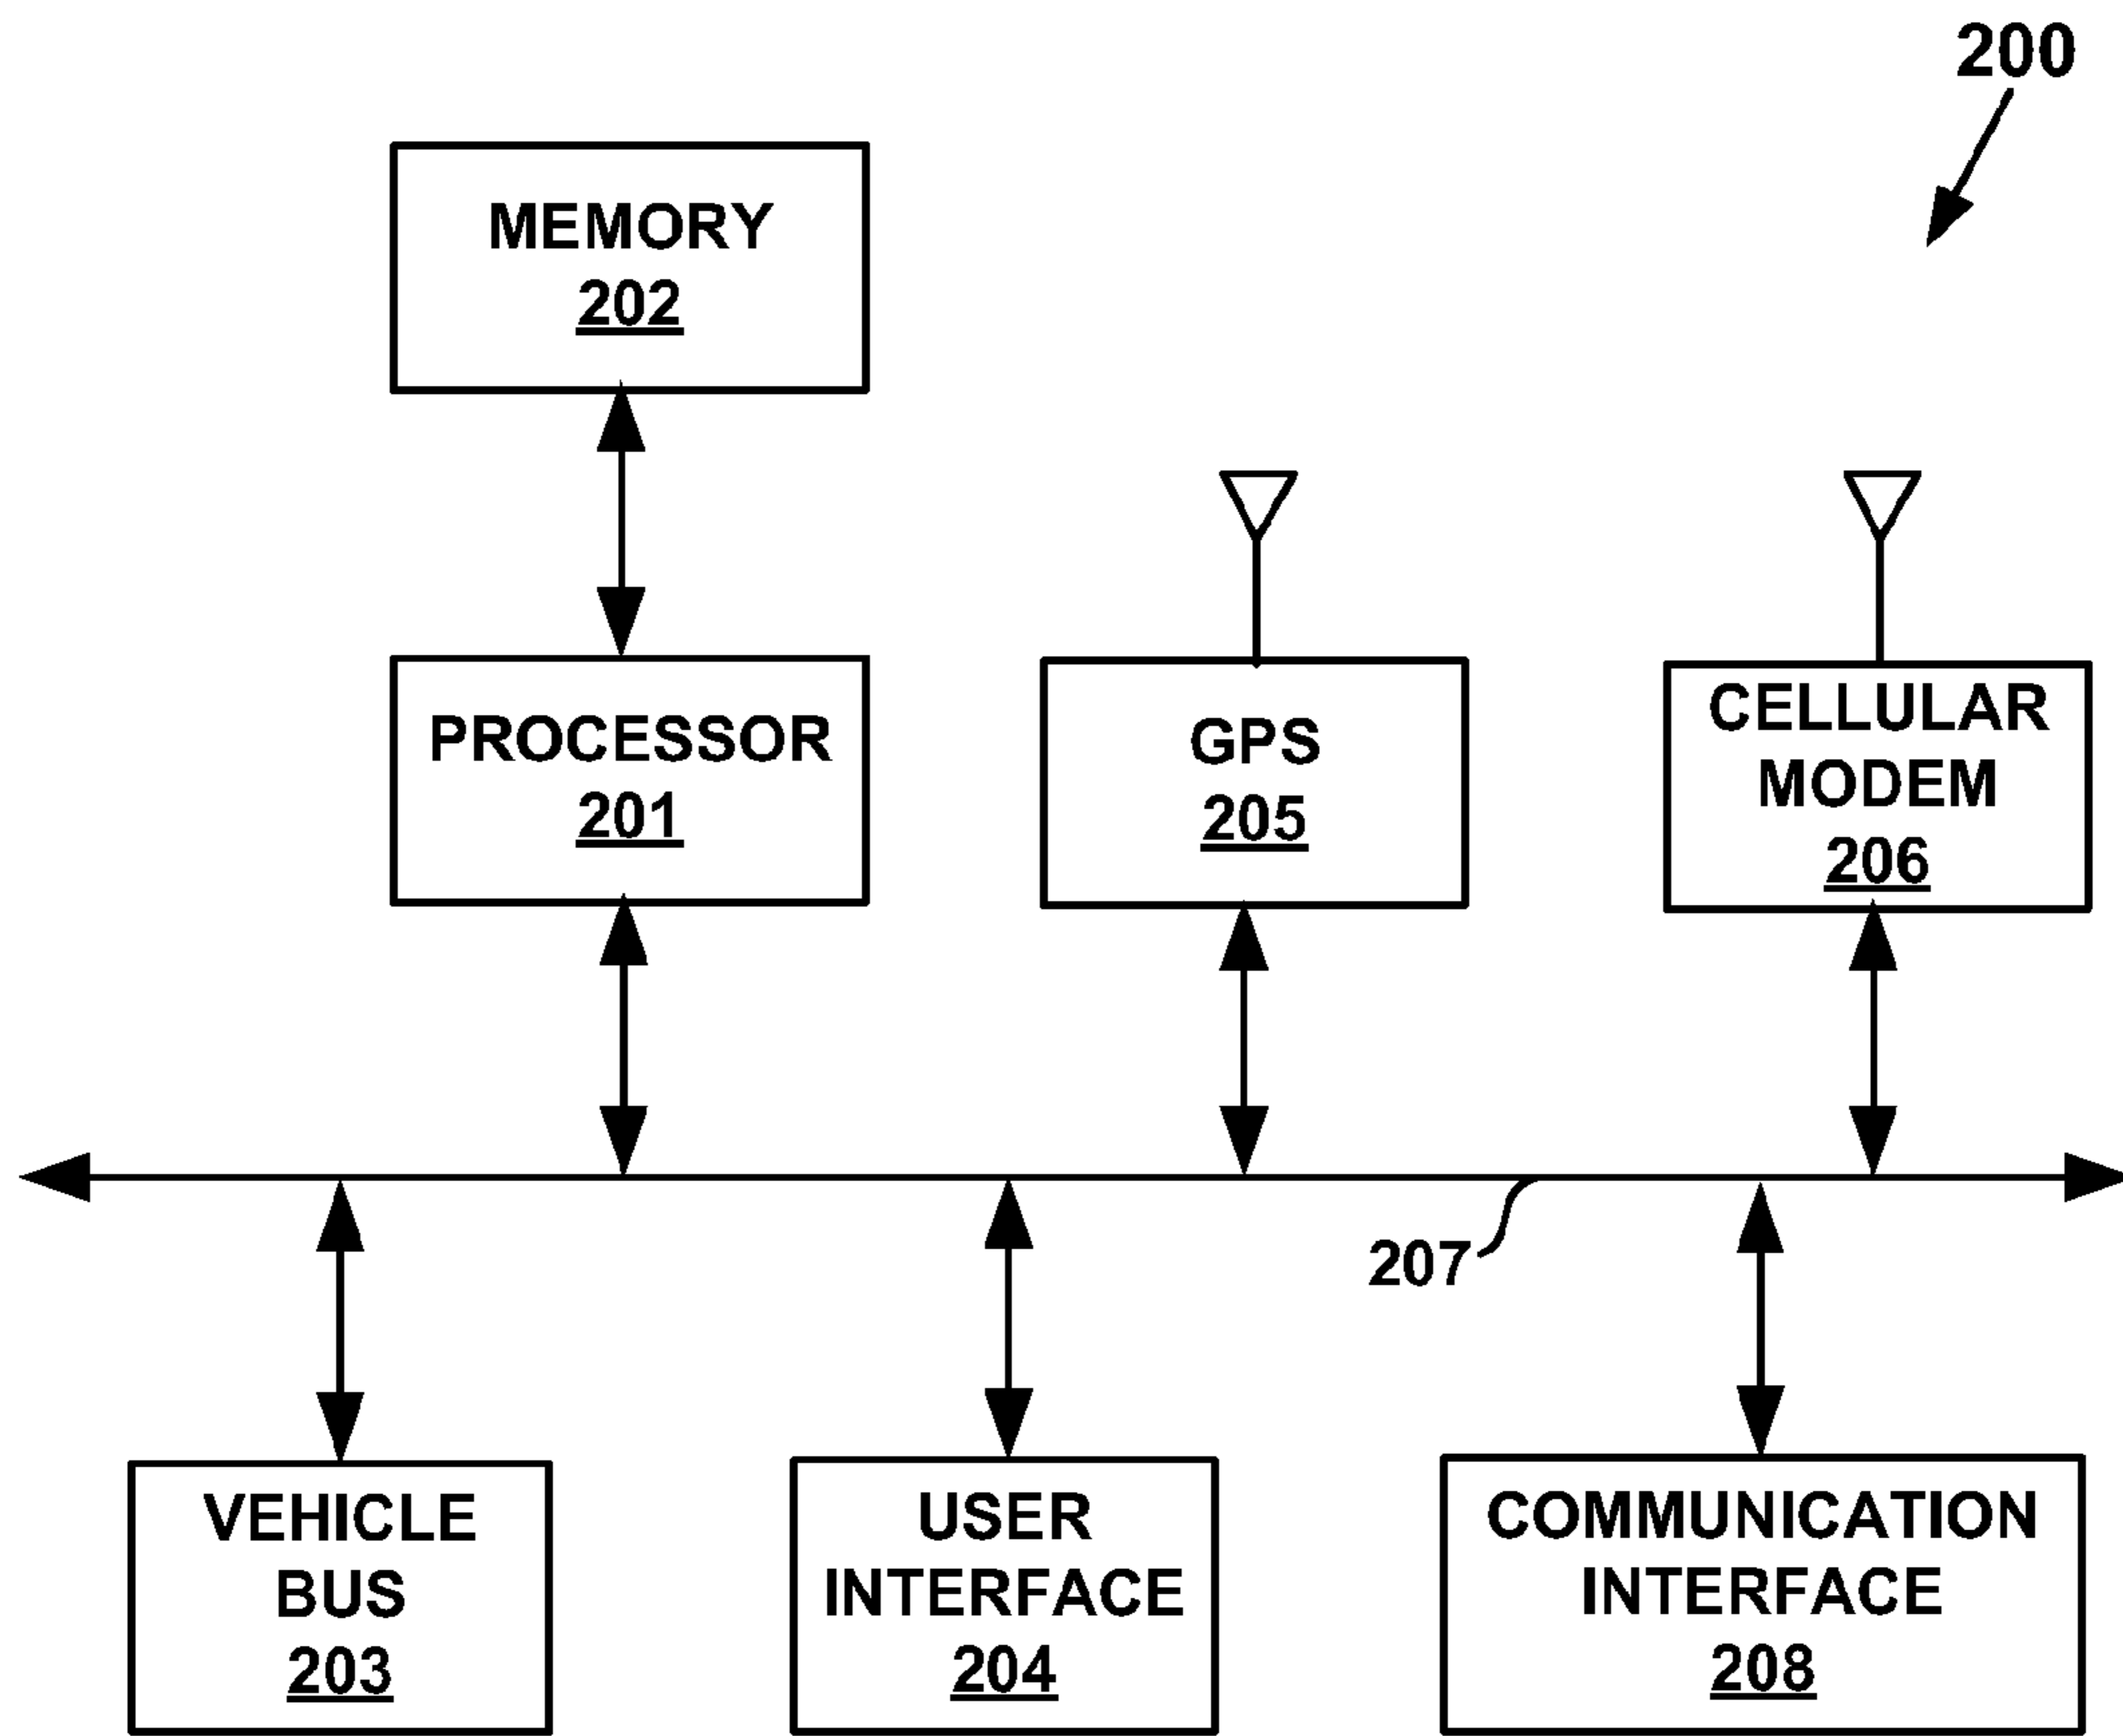 200
MEMORY
202
PROCESSOR
201
GPS
205
CELLULAR
MODEM
206
207
VEHICLE
BUS
203
USER
INTERFACE
204
COMMUNICATION
INTERFACE
208